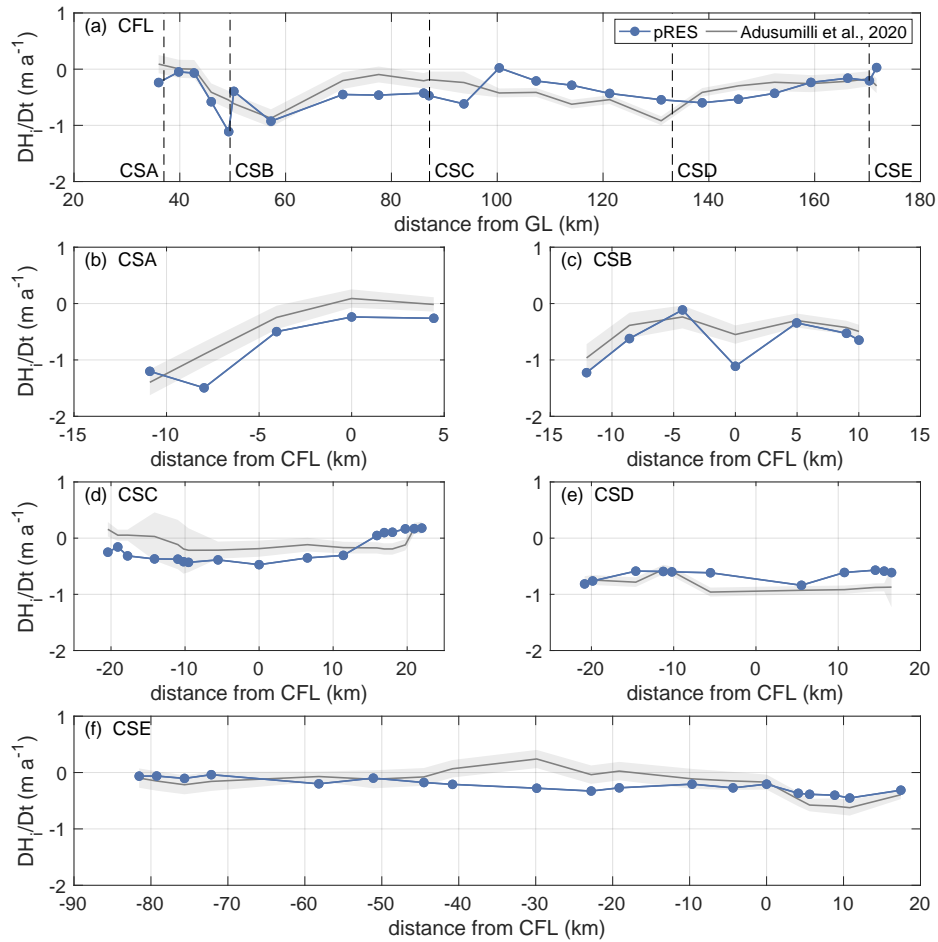 (a) CFL
pRES
Adusumilli et al., 2020
DH_i/Dt (m a^-1)
1
0
-1
-2
CSA
CSB
CSC
CSD
CSE
20
40
60
80
100
120
140
160
180
distance from GL (km)
(b) CSA
DH_i/Dt (m a^-1)
1
0
-1
-2
-15
-10
-5
0
5
distance from CFL (km)
(c) CSB
1
0
-1
-2
-15
-10
-5
0
5
10
15
distance from CFL (km)
(d) CSC
DH_i/Dt (m a^-1)
1
0
-1
-2
-20
-10
0
10
20
distance from CFL (km)
(e) CSD
1
0
-1
-2
-20
-10
0
10
20
distance from CFL (km)
(f) CSE
DH_i/Dt (m a^-1)
1
0
-1
-2
-90
-80
-70
-60
-50
-40
-30
-20
-10
0
10
20
distance from CFL (km)